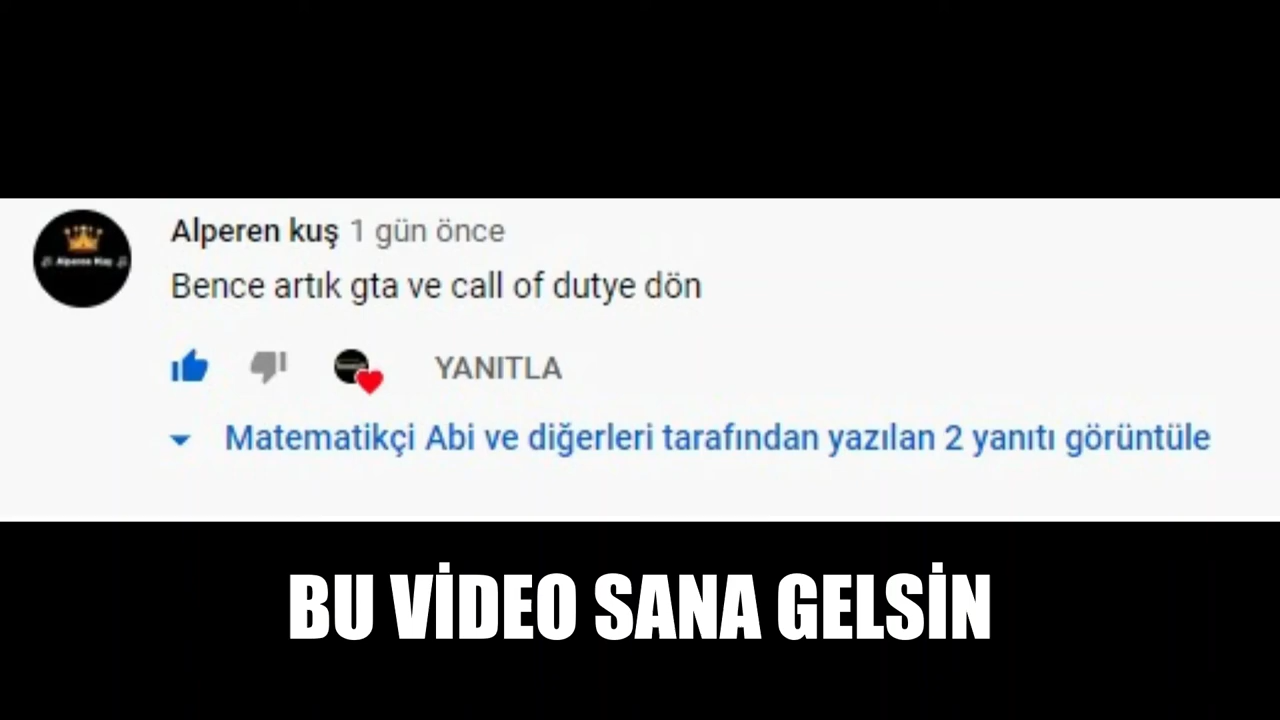 Alperen kuş 1 gün önce
Bence artık gta ve call of dutye dön
YANITLA
Matematikçi Abi ve diğerleri tarafından yazılan 2 yanıtı görüntüle
BU VİDEO SANA GELSİN